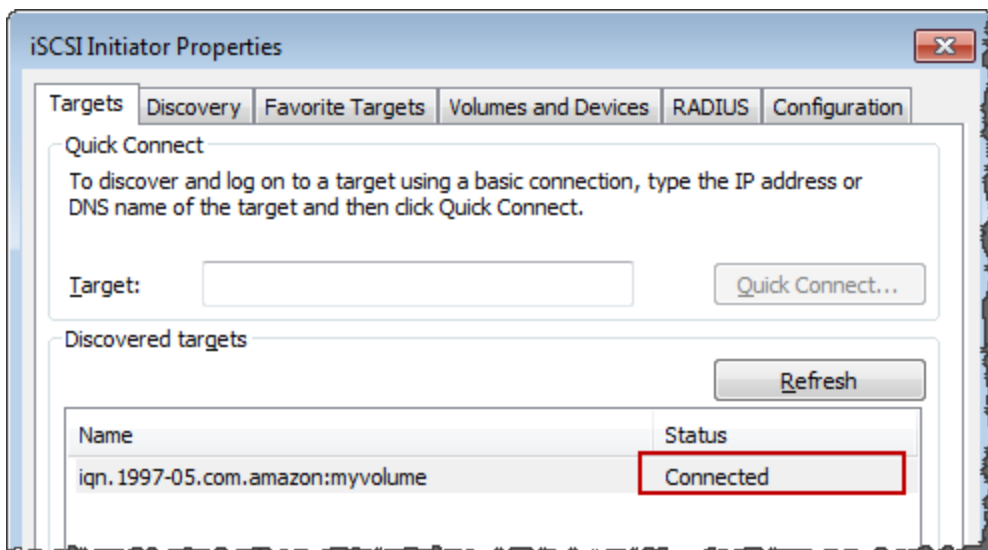 iSCSI Initiator Properties
Targets Discovery Favorite Targets Volumes and Devices RADIUS Configuration
Quick Connect
To discover and log on to a target using a basic connection, type the IP address or
DNS name of the target and then click Quick Connect.
Target: Quick Connect...
Discovered targets
Refresh
Name Status
iqn.1997-05.com.amazon:myvolume Connected